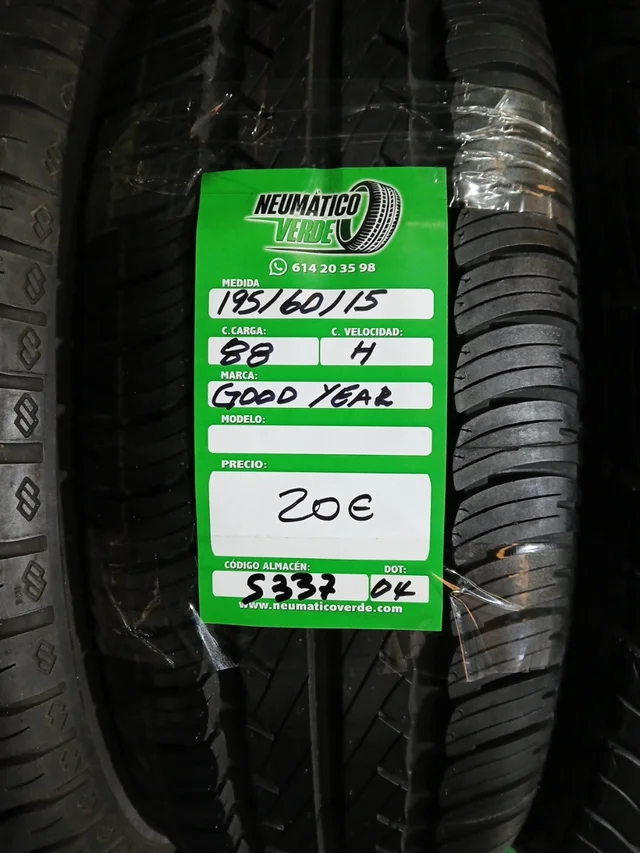 NEUMÁTICO
VERDE
614 20 35 98
MEDIDA
195/60/15
C.CARGA: C. VELOCIDAD:
88 H
MARCA:
GOOD YEAR
MODELO:
PRECIO:
20€
CÓDIGO ALMACÉN: DOT:
S337 04
www.neumaticoverde.com